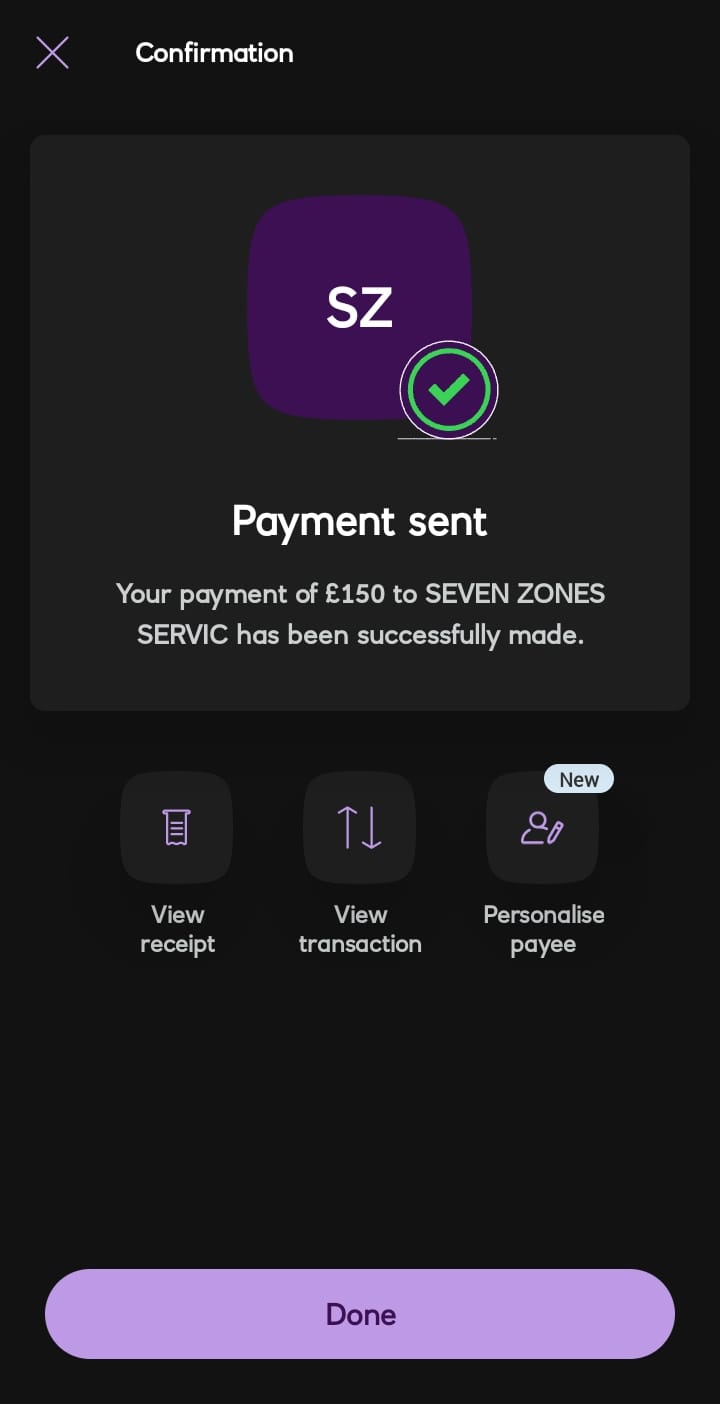 Confirmation
SZ
Payment sent
Your payment of £150 to SEVEN ZONES
SERVIC has been successfully made.
New
View
receipt
View
transaction
Personalise
payee
Done